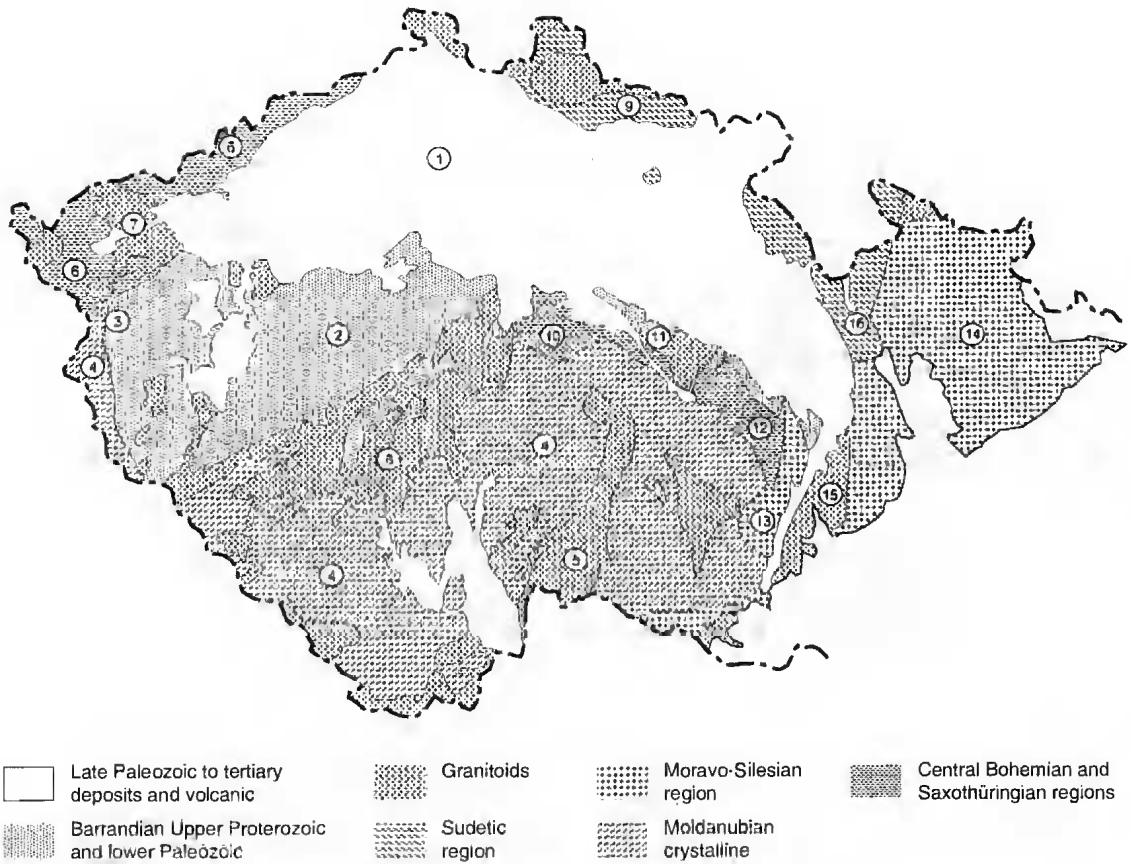 9
6
1
7
6
3
2
10
11
16
14
4
12
8
4
15
13
5
4
Late Paleozoic to tertiary
deposits and volcanic
Granitoids
Moravo-Silesian
region
Central Bohemian and
Saxothüringian regions
Barrandian Upper Proterozoic
and lower Paleozoic
Sudetic
region
Moldanubian
crystalline